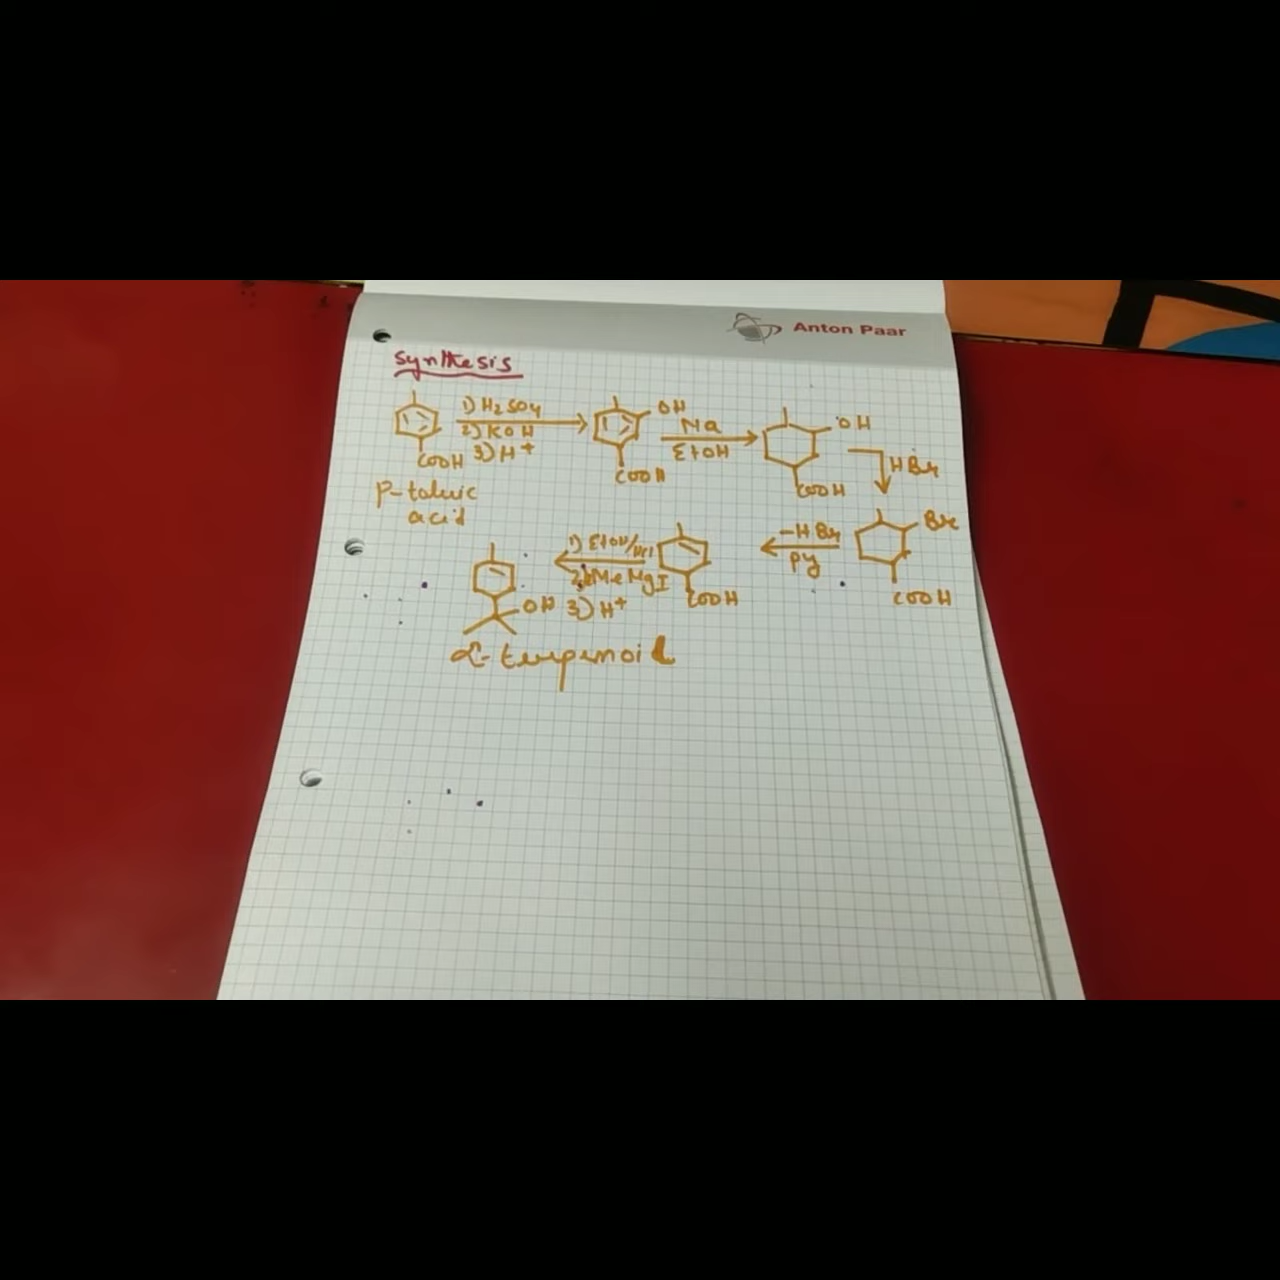 Anton Paar
Synthesis
1) H2SO4
2) KOH
3) H+
COOH
P-toluic
acid
OH
COOH
Na
EtOH
OH
COOH
HBr
Br
COOH
-HBr
py
COOH
1) EtOH/HCl
2) MeMgI
3) H+
OH
α-terpinoid